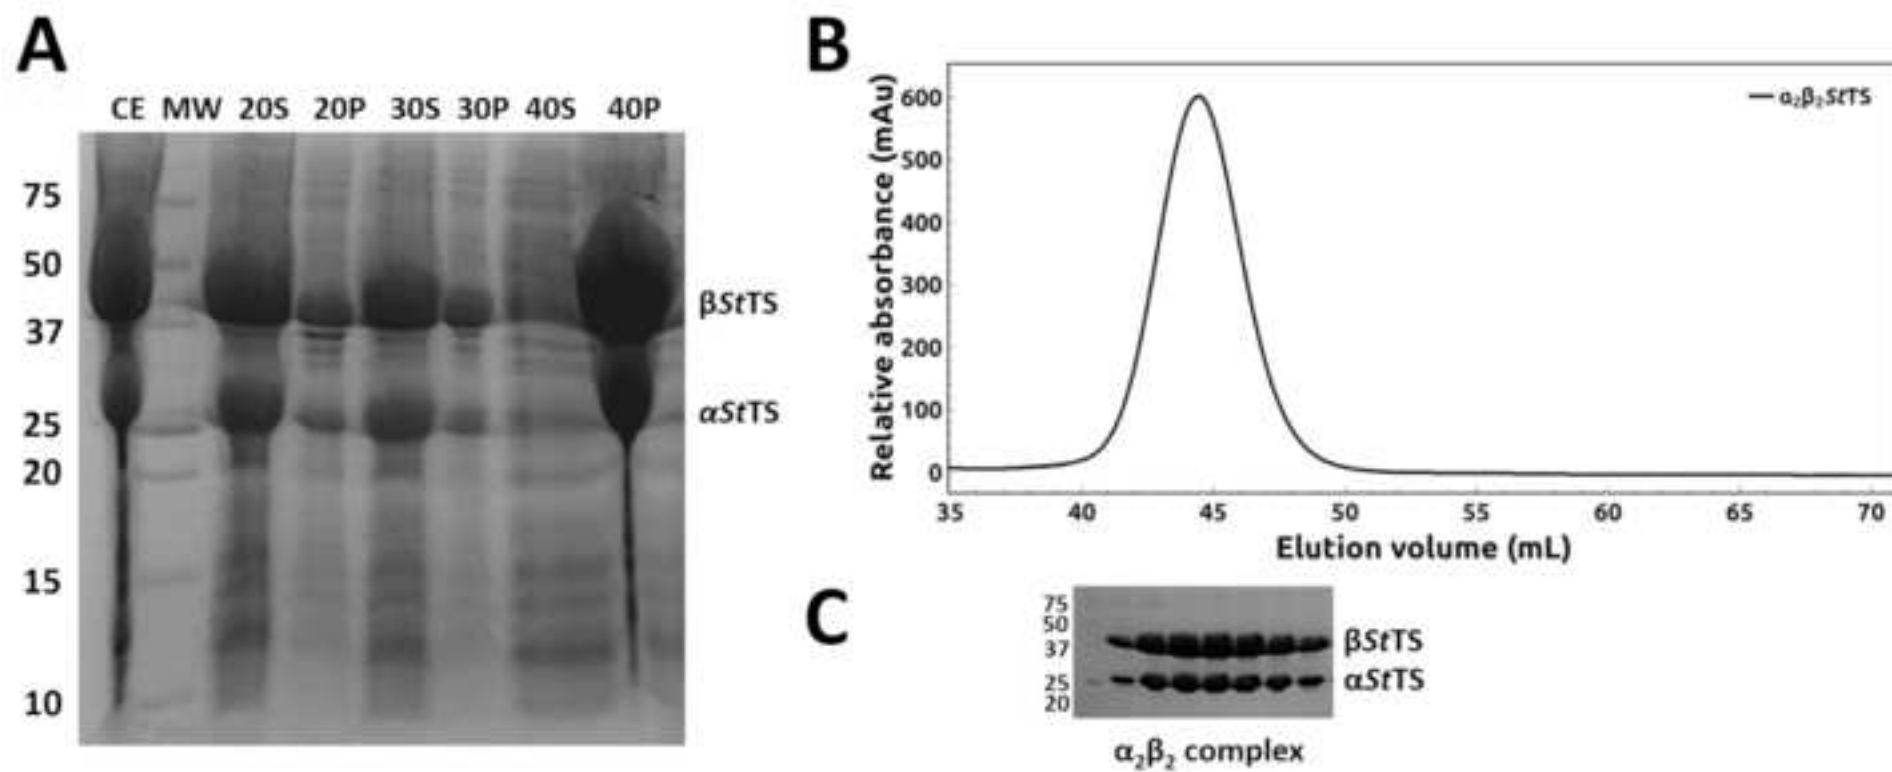 A
CE MW 20S 20P 30S 30P 40S 40P
75
50
37
25
20
15
10
βStTS
αStTS
B
Relative absorbance (mAu)
600
500
400
300
200
100
0
35 40 45 50 55 60 65 70
Elution volume (mL)
α₂β₂StTS
C
75
50
37
25
20
βStTS
αStTS
α₂β₂ complex